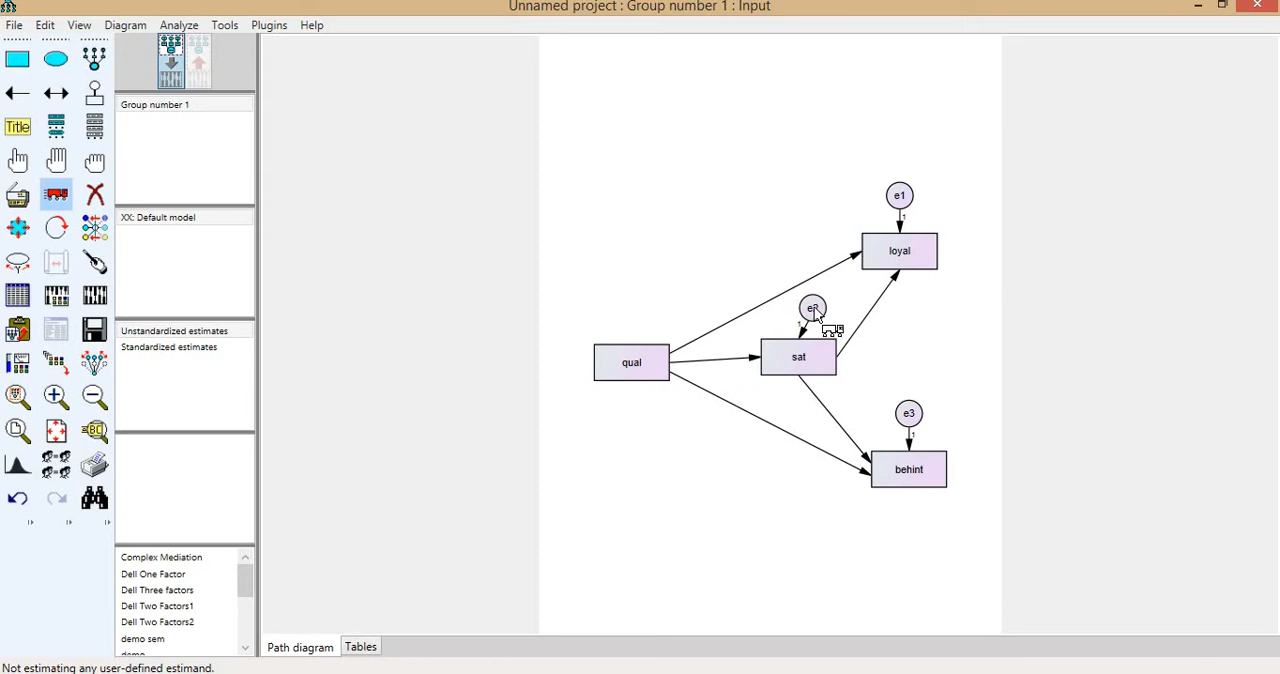 Unnamed project : Group number 1 : Input
File Edit View Diagram Analyze Tools Plugins Help
Title
Group number 1
XX: Default model
Unstandardized estimates
Standardized estimates
Complex Mediation
Dell One Factor
Dell Three factors
Dell Two Factors1
Dell Two Factors2
demo sem
demo
e1
1
loyal
1
sat
qual
e3
1
behint
Path diagram Tables
Not estimating any user-defined estimand.